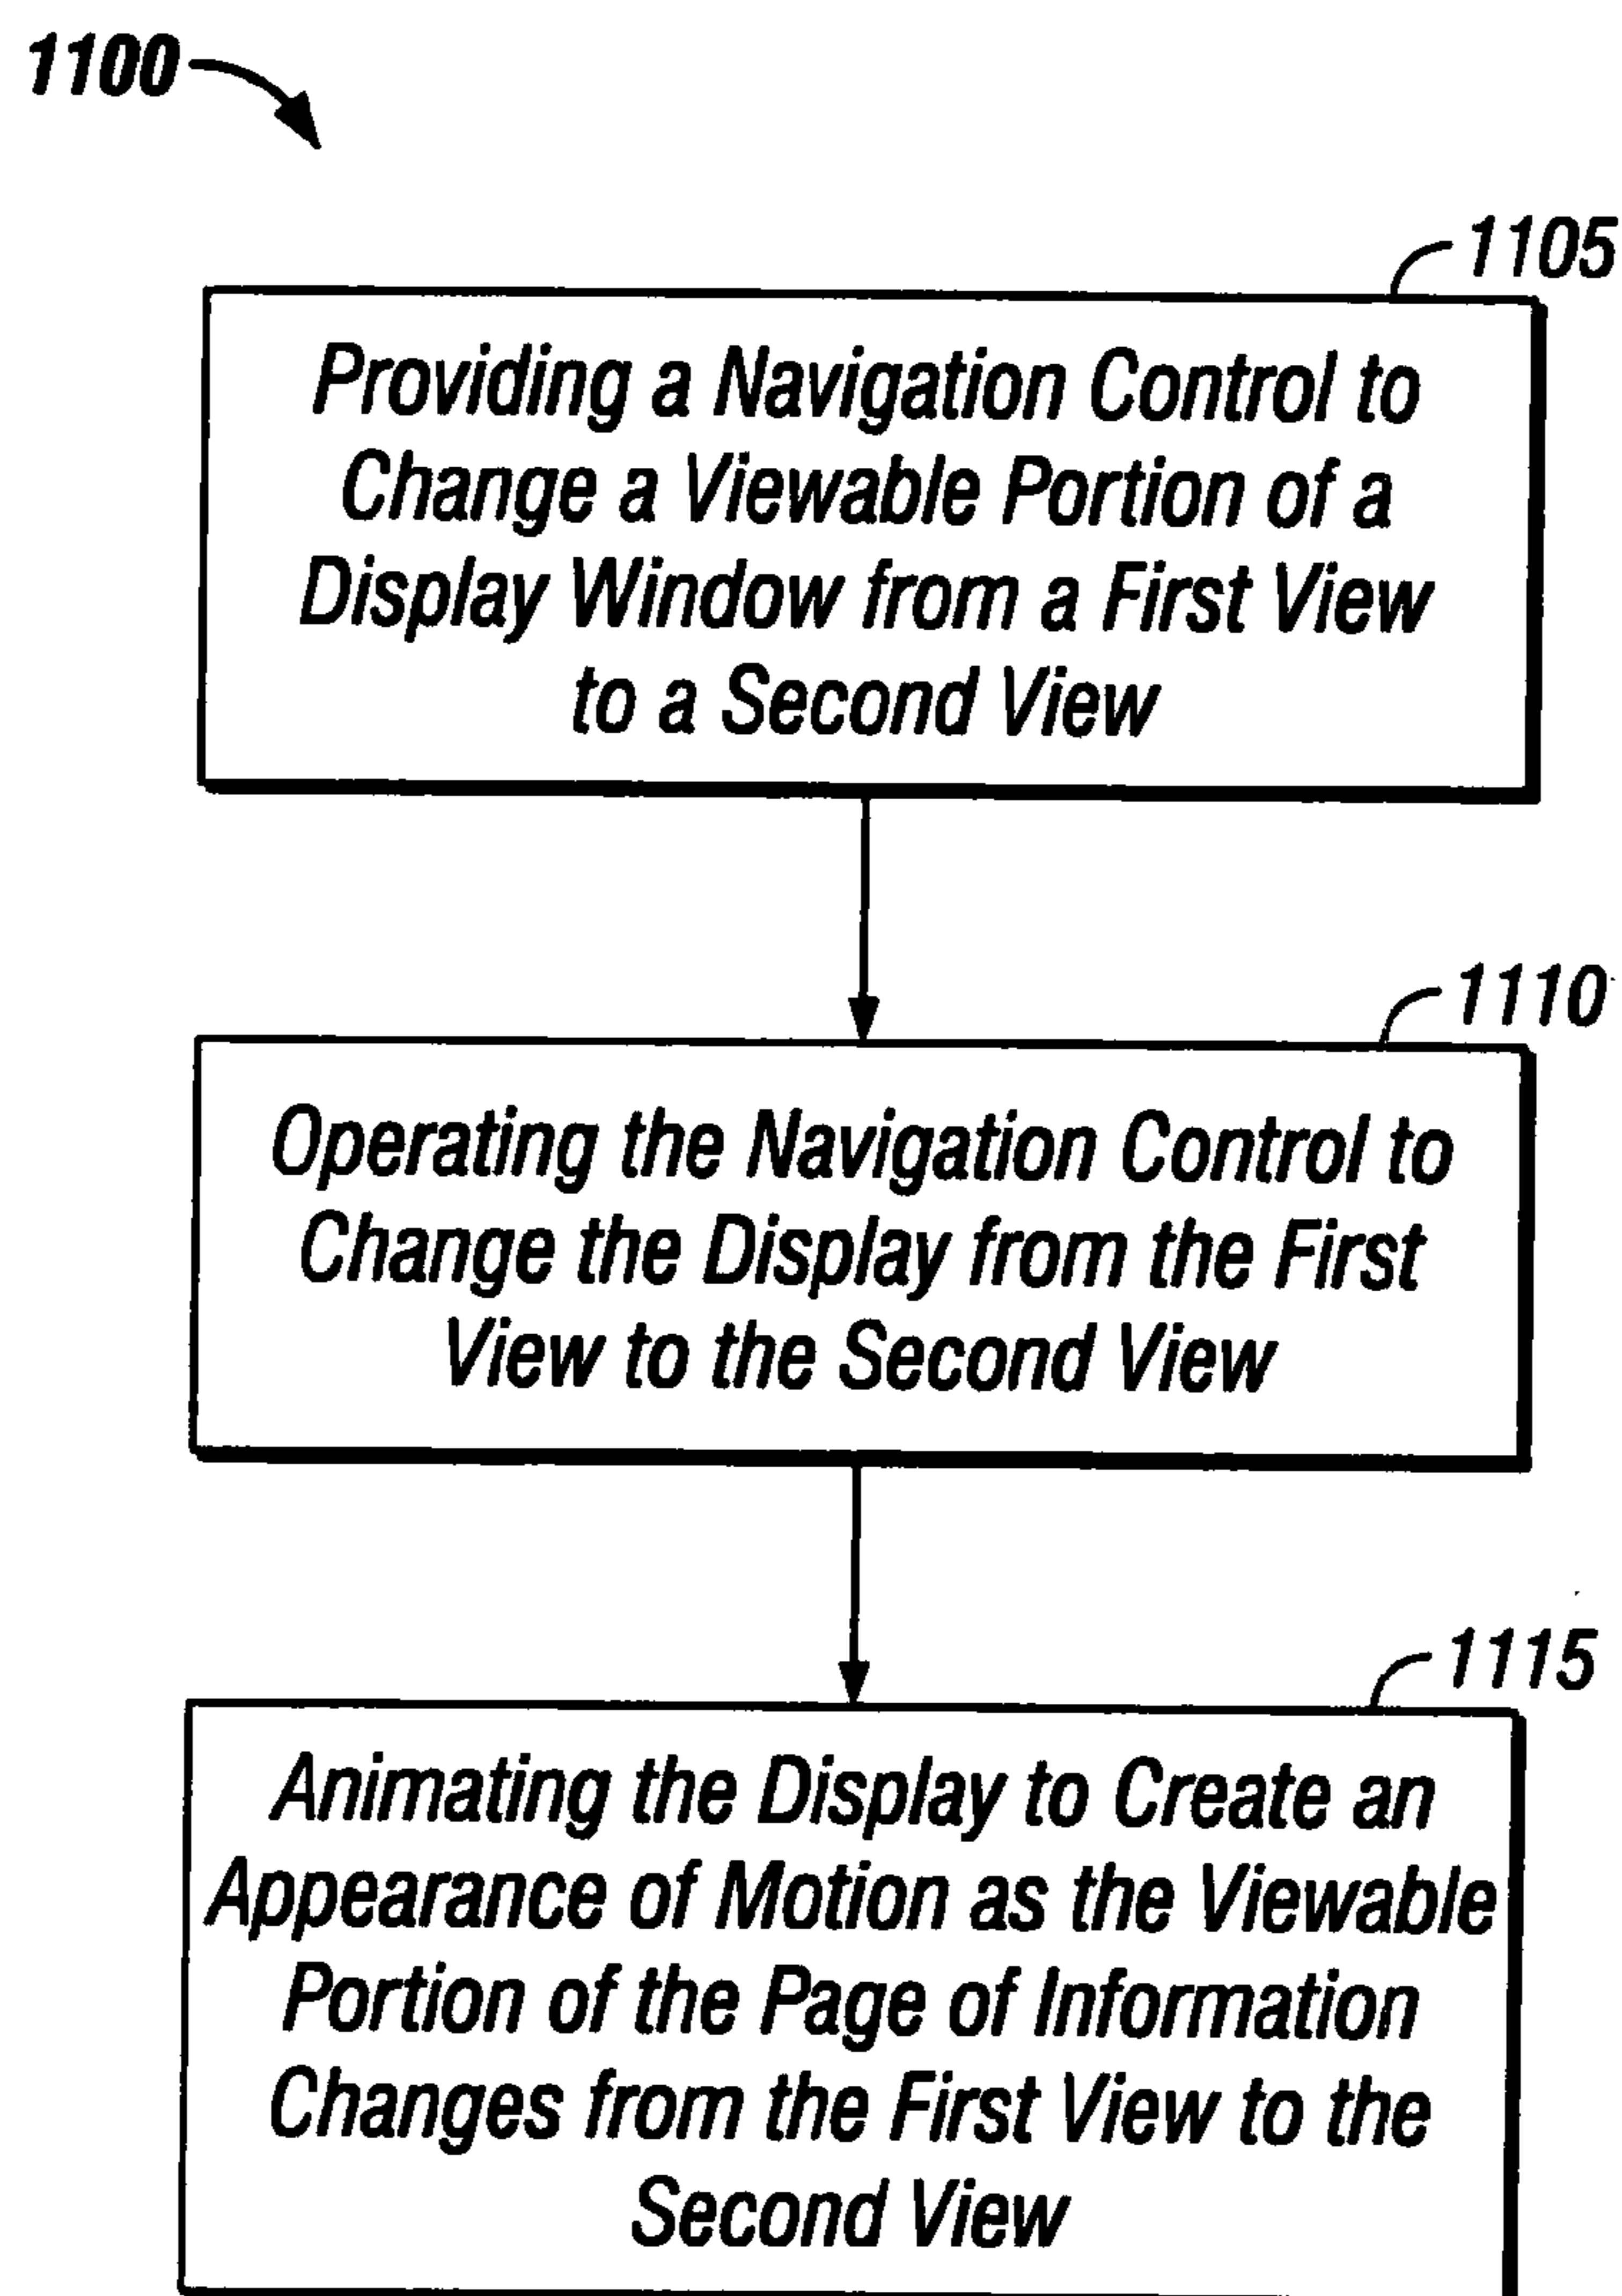 1100
1105
Providing a Navigation Control to
Change a Viewable Portion of a
Display Window from a First View
to a Second View
1110
Operating the Navigation Control to
Change the Display from the First
View to the Second View
1115
Animating the Display to Create an
Appearance of Motion as the Viewable
Portion of the Page of Information
Changes from the First View to the
Second View